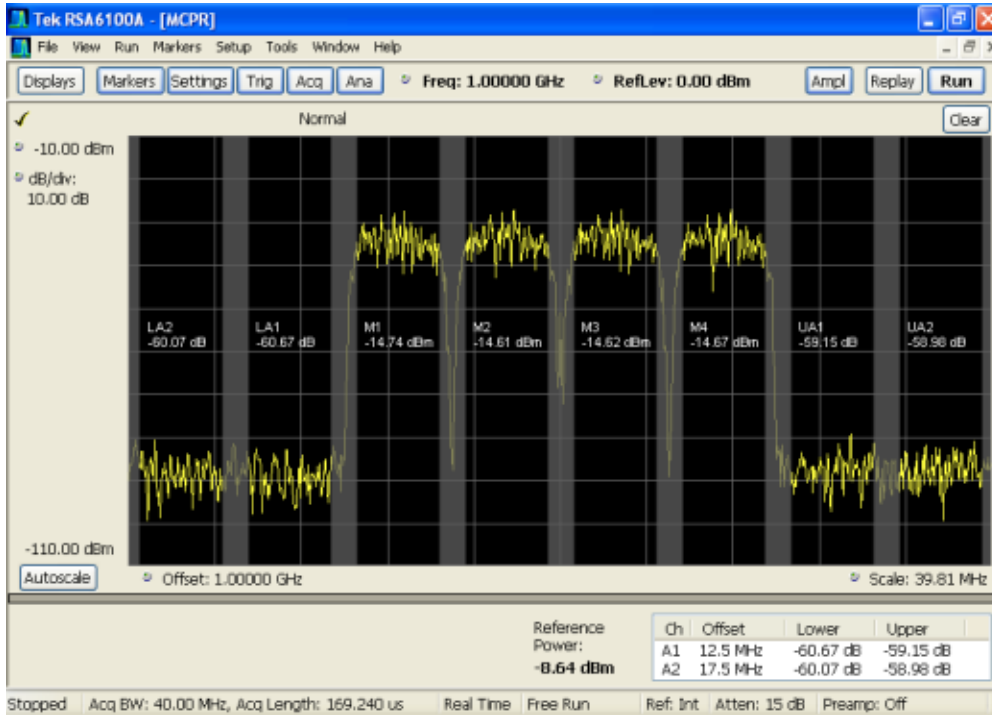 Tek RSA6100A - [MCPR]
File View Run Markers Setup Tools Window Help
Displays Markers Settings Trig Acq Ana Freq: 1.00000 GHz RefLev: 0.00 dBm Ampl Replay Run
Normal
Clear
-10.00 dBm
dB/div:
10.00 dB
LA2 LA1 M1 M2 M3 M4 UA1 UA2
-60.07 dB -60.67 dB -14.74 dBm -14.61 dBm -14.62 dBm -14.67 dBm -59.15 dB -58.98 dB
-110.00 dBm
Autoscale Offset: 1.00000 GHz Scale: 39.81 MHz
Reference
Power:
-8.64 dBm
Ch Offset Lower Upper
A1 12.5 MHz -60.67 dB -59.15 dB
A2 17.5 MHz -60.07 dB -58.98 dB
Stopped Acq BW: 40.00 MHz, Acq Length: 169.240 us Real Time Free Run Ref: Int Atten: 15 dB Preamp: Off